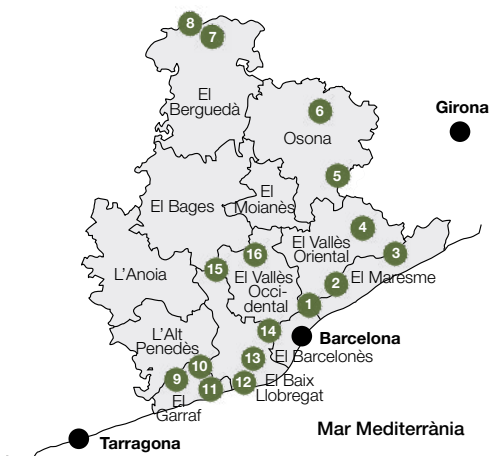 8
7
El
Berguedà
6
Osona
Girona
5
El
Moianès
El Bages
4
El Vallès
Oriental
3
16
15
L'Anoia
El Vallès
Occi-
dental
2
El Maresme
1
14
Barcelona
L'Alt
Penedès
13
El Barcelonès
10
9
11
12
El Baix
Llobregat
El
Garraf
Mar Mediterrània
Tarragona